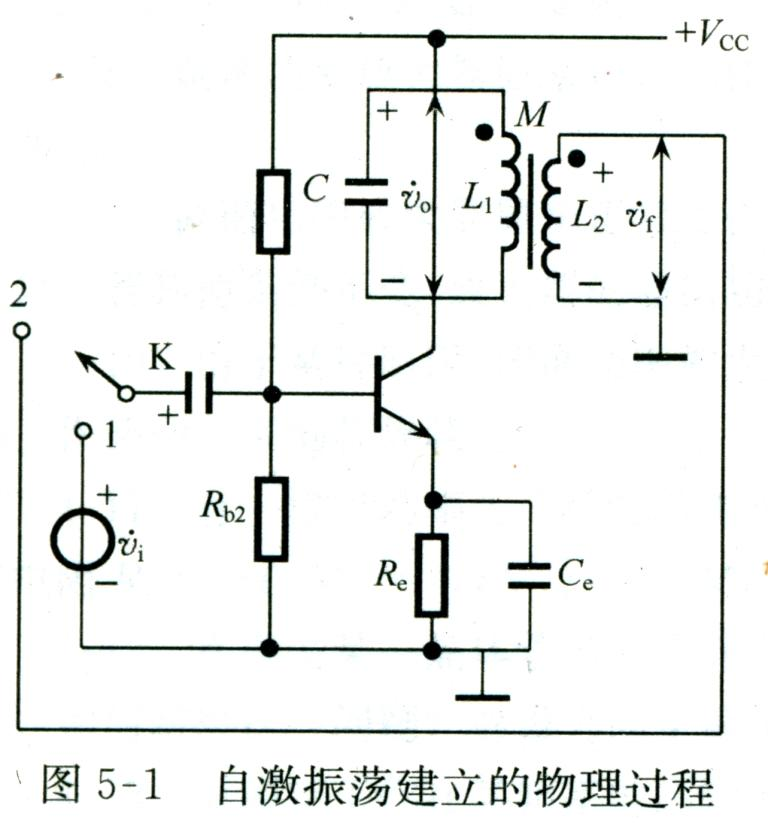 +V_CC
+
M
C
v̇_o
L_1
L_2
+
v̇_f
−
−
2
K
+
1
+
v̇_i
−
R_b2
R_e
C_e
图 5-1 自激振荡建立的物理过程